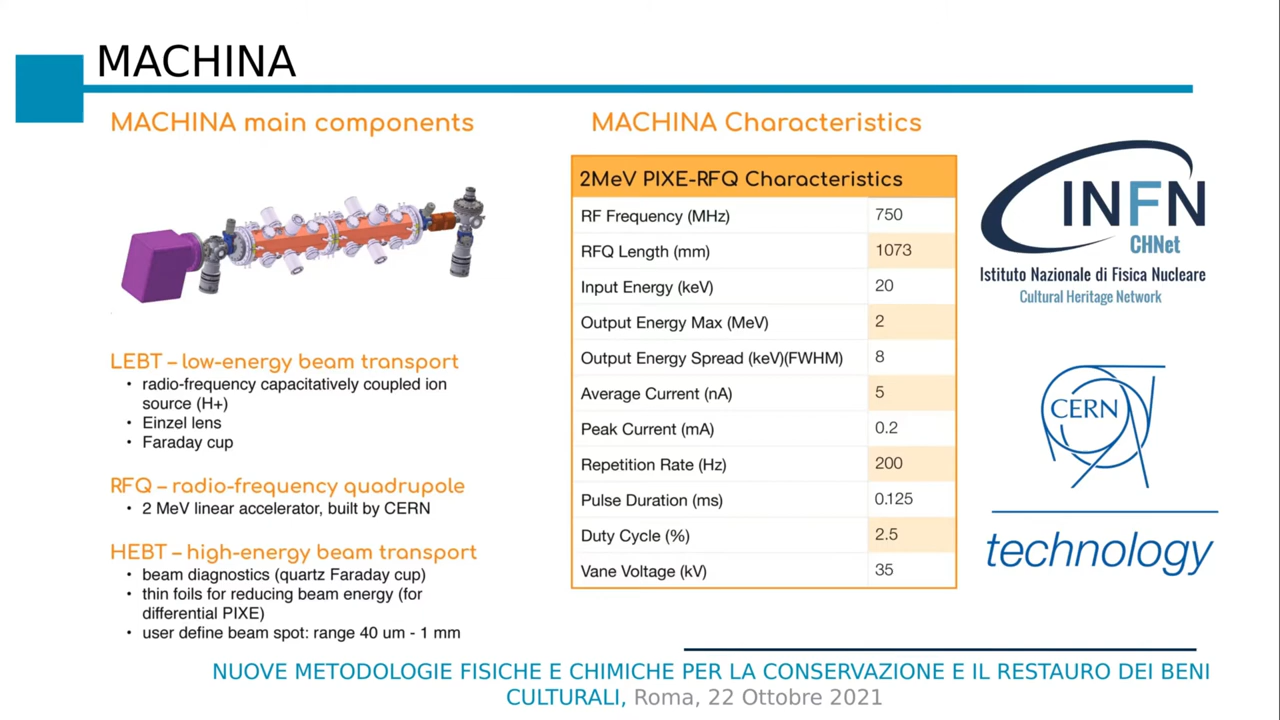 MACHINA
MACHINA main components
LEBT – low-energy beam transport
• radio-frequency capacitatively coupled ion
source (H+)
• Einzel lens
• Faraday cup
RFQ – radio-frequency quadrupole
• 2 MeV linear accelerator, built by CERN
HEBT – high-energy beam transport
• beam diagnostics (quartz Faraday cup)
• thin foils for reducing beam energy (for
differential PIXE)
• user define beam spot: range 40 um - 1 mm
MACHINA Characteristics
2MeV PIXE-RFQ Characteristics
RF Frequency (MHz) 750
RFQ Length (mm) 1073
Input Energy (keV) 20
Output Energy Max (MeV) 2
Output Energy Spread (keV)(FWHM) 8
Average Current (nA) 5
Peak Current (mA) 0.2
Repetition Rate (Hz) 200
Pulse Duration (ms) 0.125
Duty Cycle (%) 2.5
Vane Voltage (kV) 35
INFN
CHNet
Istituto Nazionale di Fisica Nucleare
Cultural Heritage Network
CERN
technology
NUOVE METODOLOGIE FISICHE E CHIMICHE PER LA CONSERVAZIONE E IL RESTAURO DEI BENI
CULTURALI, Roma, 22 Ottobre 2021